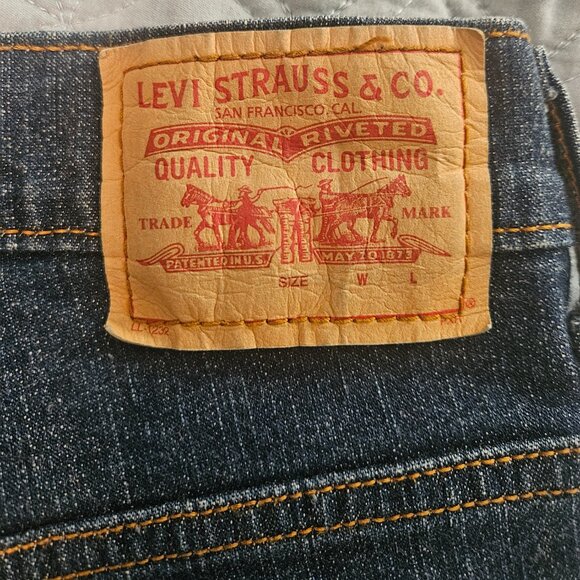 LEVI STRAUSS & CO.
SAN FRANCISCO, CAL.
ORIGINAL RIVETED
QUALITY CLOTHING
TRADE MARK
PATENTED IN U.S. MAY 20 1873
SIZE W L
®